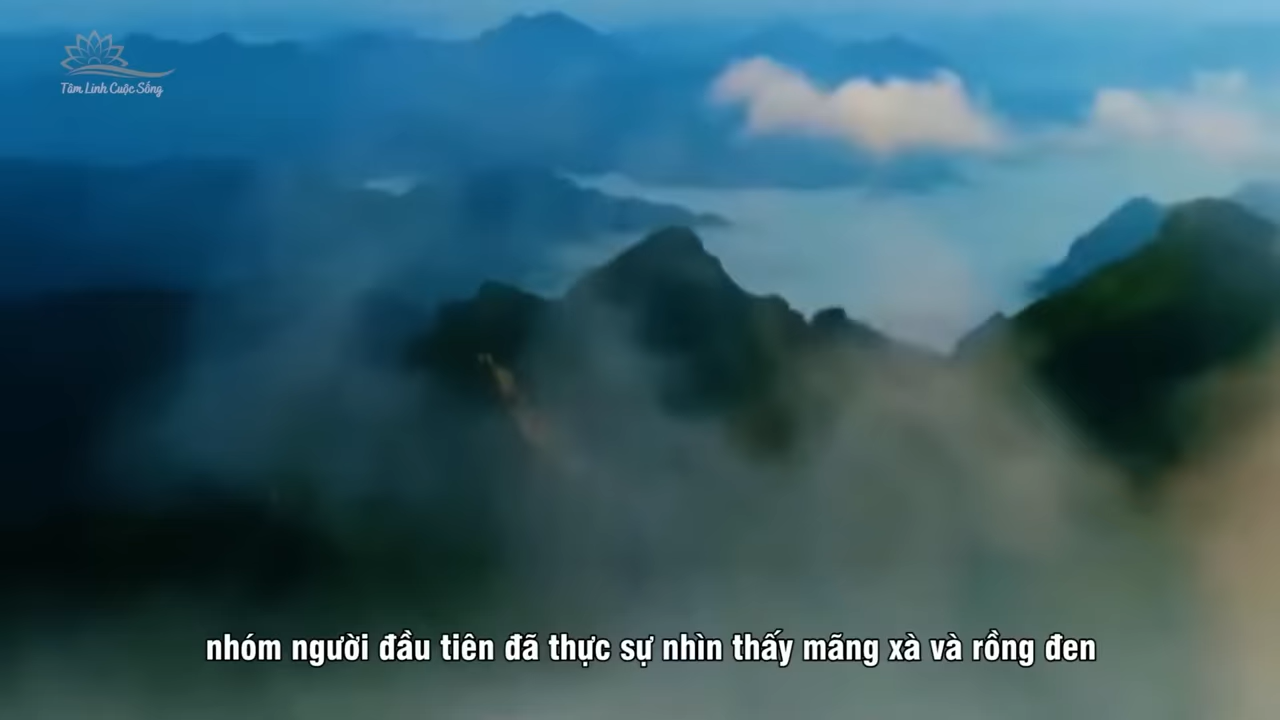 Tâm Linh Cuộc Sống
nhóm người đầu tiên đã thực sự nhìn thấy mãng xà và rồng đen